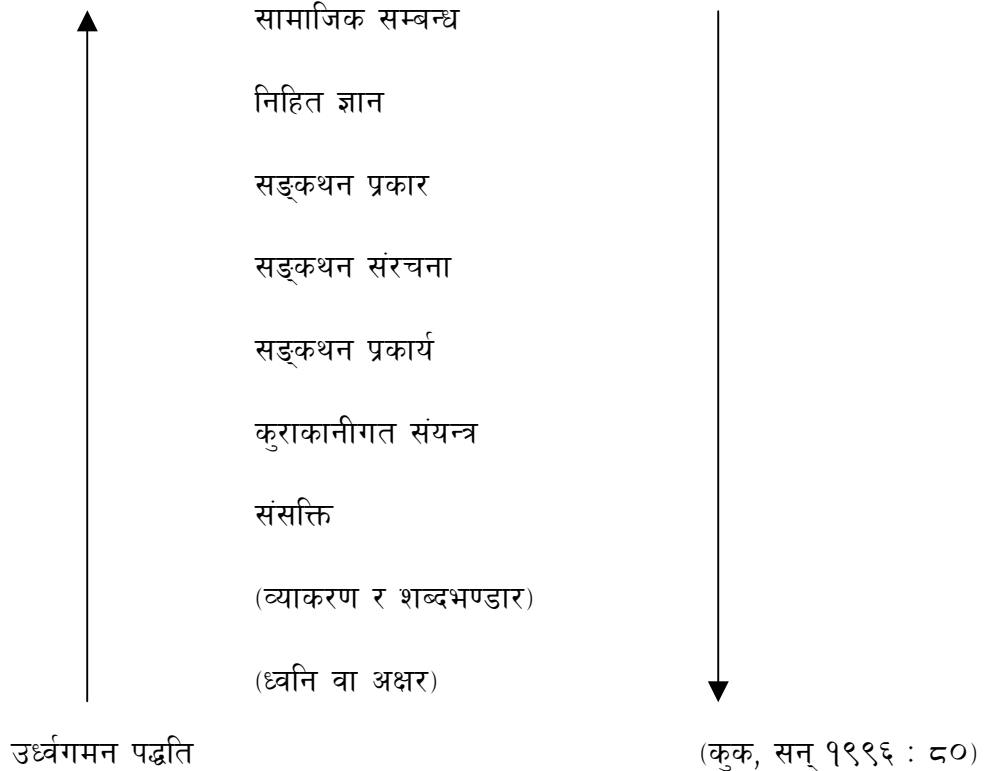 सामाजिक सम्बन्ध
निहित ज्ञान
सङ्कथन प्रकार
सङ्कथन संरचना
सङ्कथन प्रकार्य
कुराकानीगत संयन्त्र
संसक्ति
(व्याकरण र शब्दभण्डार)
(ध्वनि वा अक्षर)
उर्ध्वगमन पद्धति (कुक, सन् १९९६ : ८०)